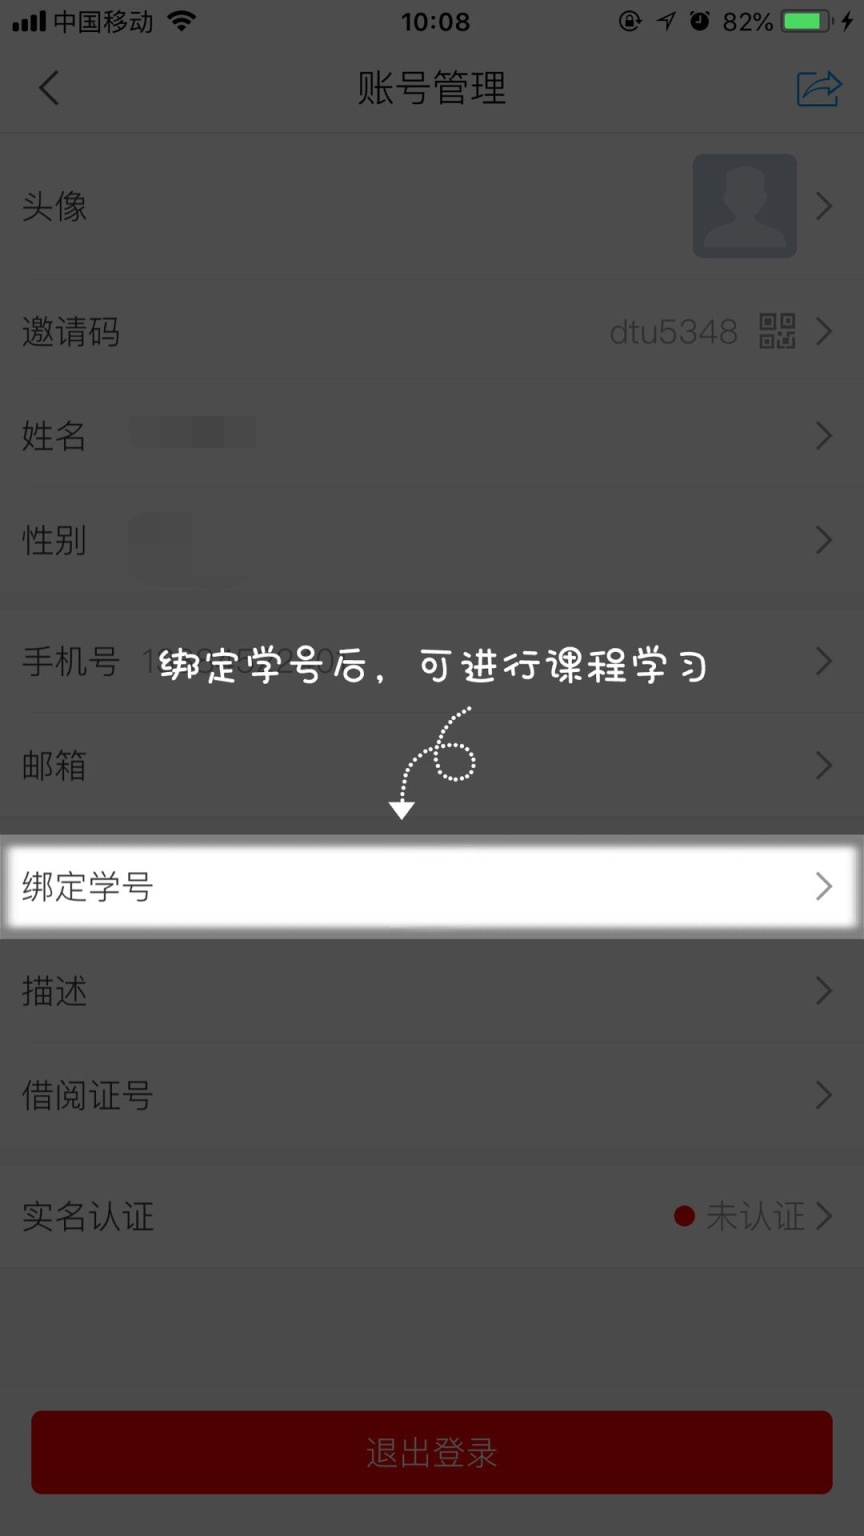 中国移动 10:08 82%
账号管理
头像
邀请码 dtu5348
姓名
性别
手机号
绑定学号后，可进行课程学习
邮箱
绑定学号
描述
借阅证号
实名认证 未认证
退出登录